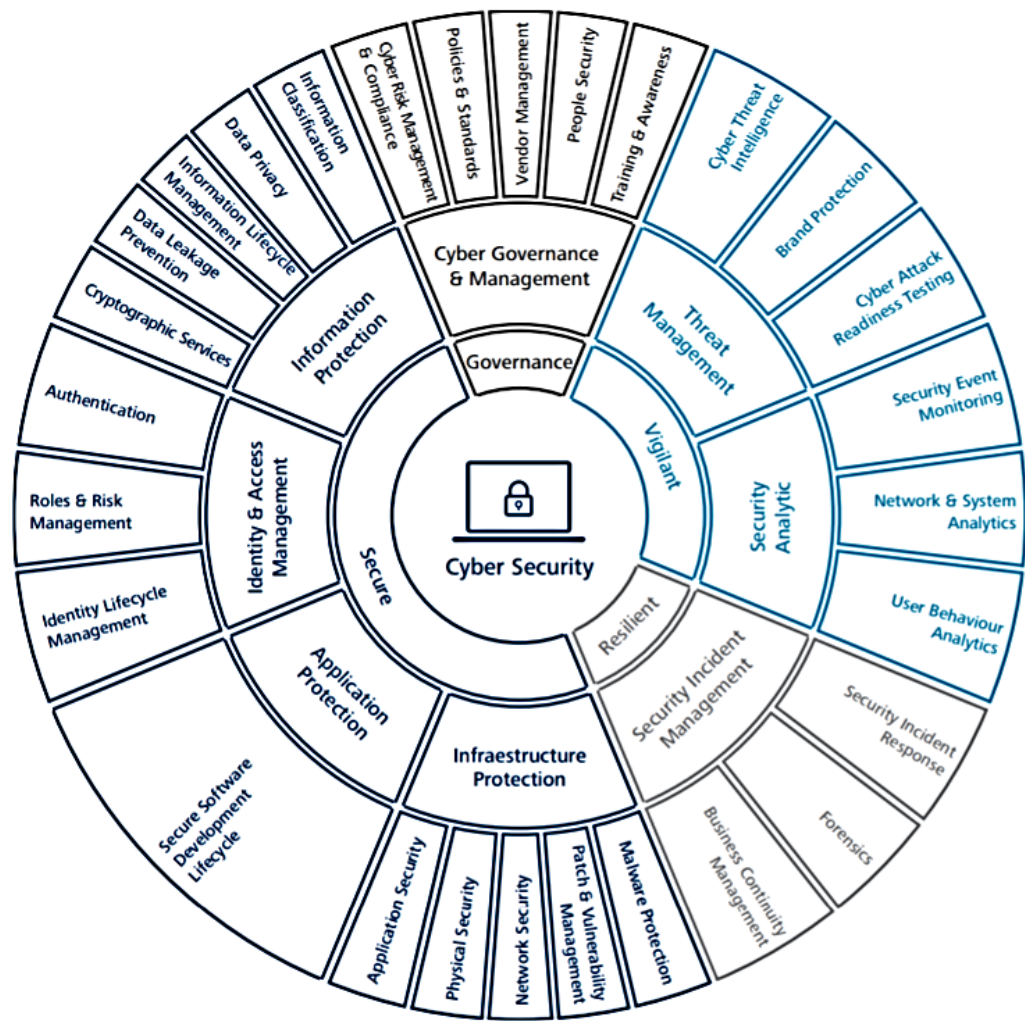 Cyber Security
Governance
Cyber Governance
& Management
Cyber Risk Management
& Compliance
Policies & Standards
Vendor Management
People Security
Training & Awareness
Vigilant
Threat
Management
Cyber Threat
Intelligence
Brand Protection
Cyber Attack
Readiness Testing
Security
Analytic
Security Event
Monitoring
Network & System
Analytics
User Behaviour
Analytics
Resilient
Security Incident
Management
Security Incident
Response
Forensics
Business Continuity
Management
Secure
Infraestructure
Protection
Malware Protection
Patch & Vulnerability
Management
Network Security
Physical Security
Application Security
Application
Protection
Secure Software
Development
Lifecycle
Identity & Access
Management
Identity Lifecycle
Management
Roles & Risk
Management
Authentication
Information
Protection
Cryptographic Services
Data Leakage
Prevention
Information Lifecycle
Management
Data Privacy
Information
Classification